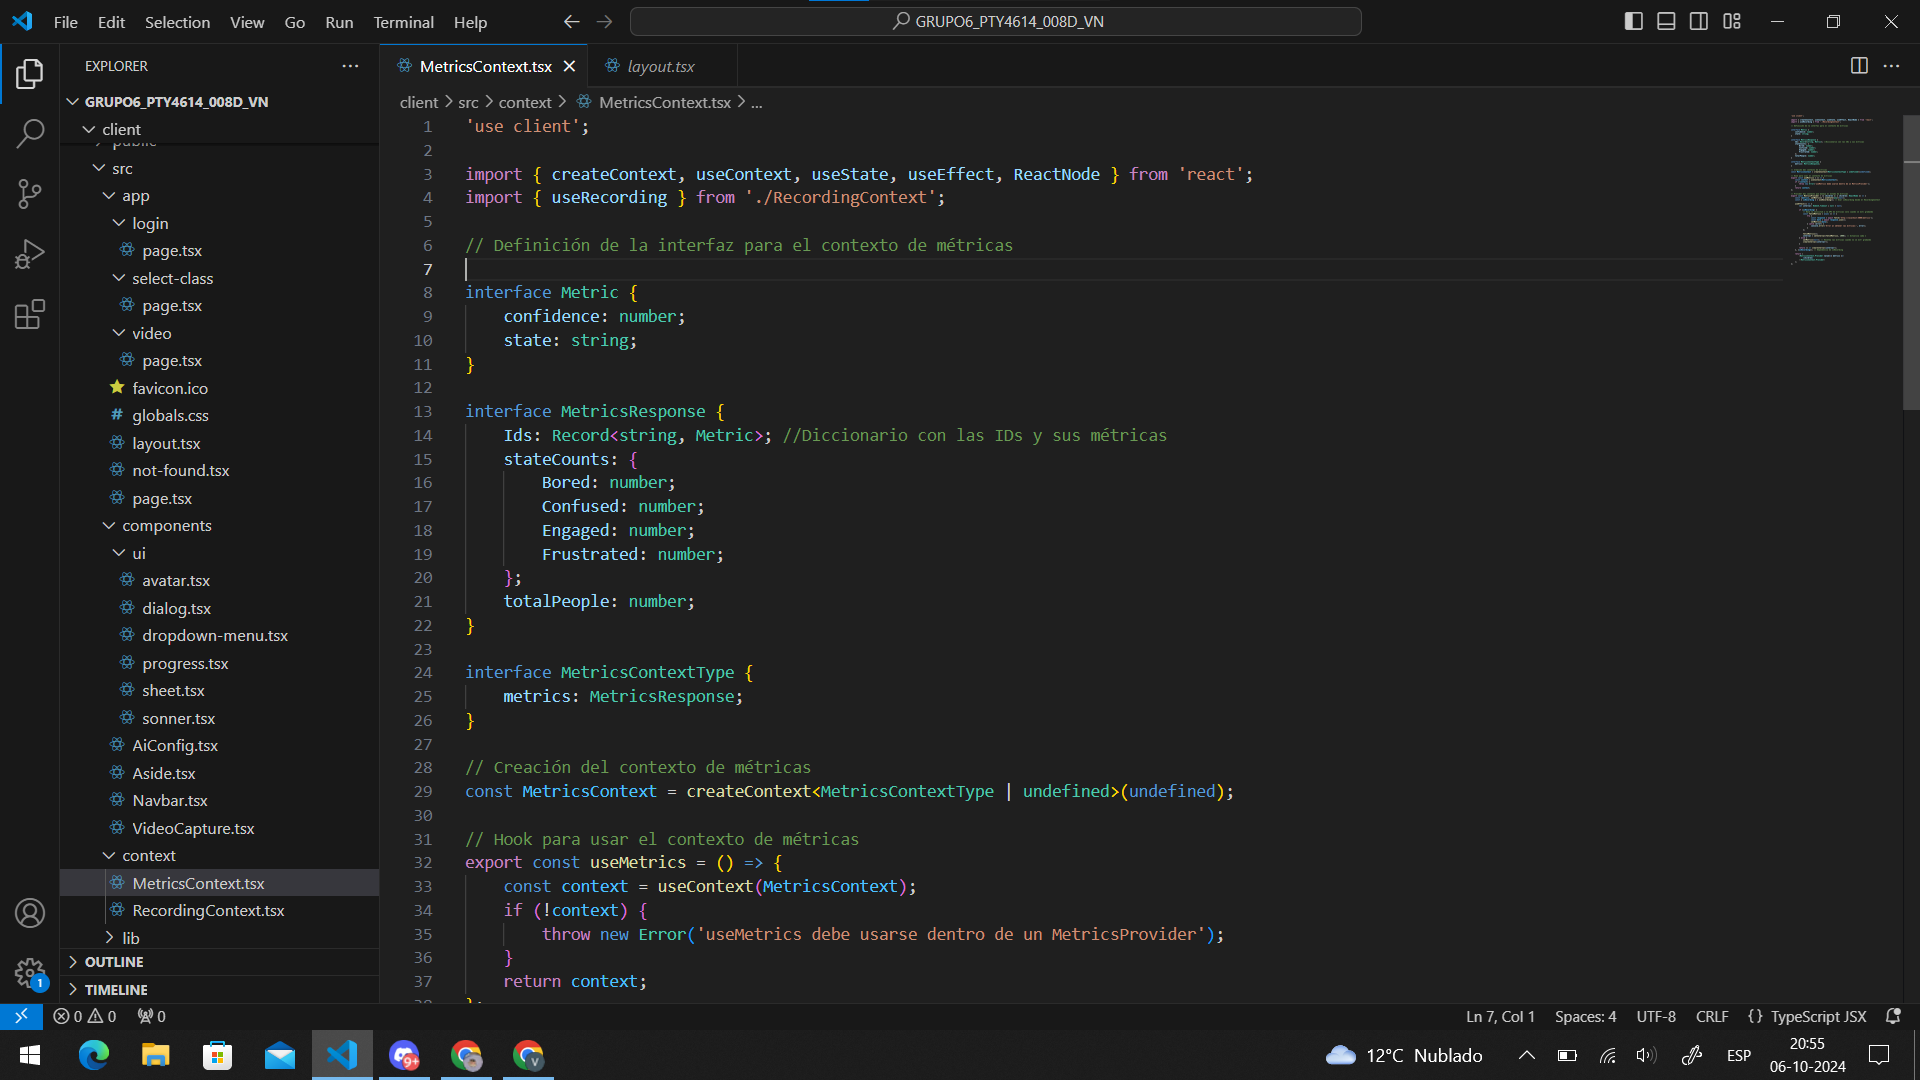 File Edit Selection View Go Run Terminal Help
GRUPO6_PTY4614_008D_VN
EXPLORER
GRUPO6_PTY4614_008D_VN
client
public
src
app
login
page.tsx
select-class
page.tsx
video
page.tsx
favicon.ico
# globals.css
layout.tsx
not-found.tsx
page.tsx
components
ui
avatar.tsx
dialog.tsx
dropdown-menu.tsx
progress.tsx
sheet.tsx
sonner.tsx
AiConfig.tsx
Aside.tsx
Navbar.tsx
VideoCapture.tsx
context
MetricsContext.tsx
RecordingContext.tsx
lib
OUTLINE
TIMELINE
1
MetricsContext.tsx layout.tsx
client > src > context > MetricsContext.tsx > ...
1 'use client';
2
3 import { createContext, useContext, useState, useEffect, ReactNode } from 'react';
4 import { useRecording } from './RecordingContext';
5
6 // Definición de la interfaz para el contexto de métricas
7
8 interface Metric {
9 confidence: number;
10 state: string;
11 }
12
13 interface MetricsResponse {
14 Ids: Record<string, Metric>; //Diccionario con las IDs y sus métricas
15 stateCounts: {
16 Bored: number;
17 Confused: number;
18 Engaged: number;
19 Frustrated: number;
20 };
21 totalPeople: number;
22 }
23
24 interface MetricsContextType {
25 metrics: MetricsResponse;
26 }
27
28 // Creación del contexto de métricas
29 const MetricsContext = createContext<MetricsContextType | undefined>(undefined);
30
31 // Hook para usar el contexto de métricas
32 export const useMetrics = () => {
33 const context = useContext(MetricsContext);
34 if (!context) {
35 throw new Error('useMetrics debe usarse dentro de un MetricsProvider');
36 }
37 return context;
38 };
0 0 0
Ln 7, Col 1 Spaces: 4 UTF-8 CRLF {} TypeScript JSX
9+
V
12°C Nublado
ESP
20:55
06-10-2024